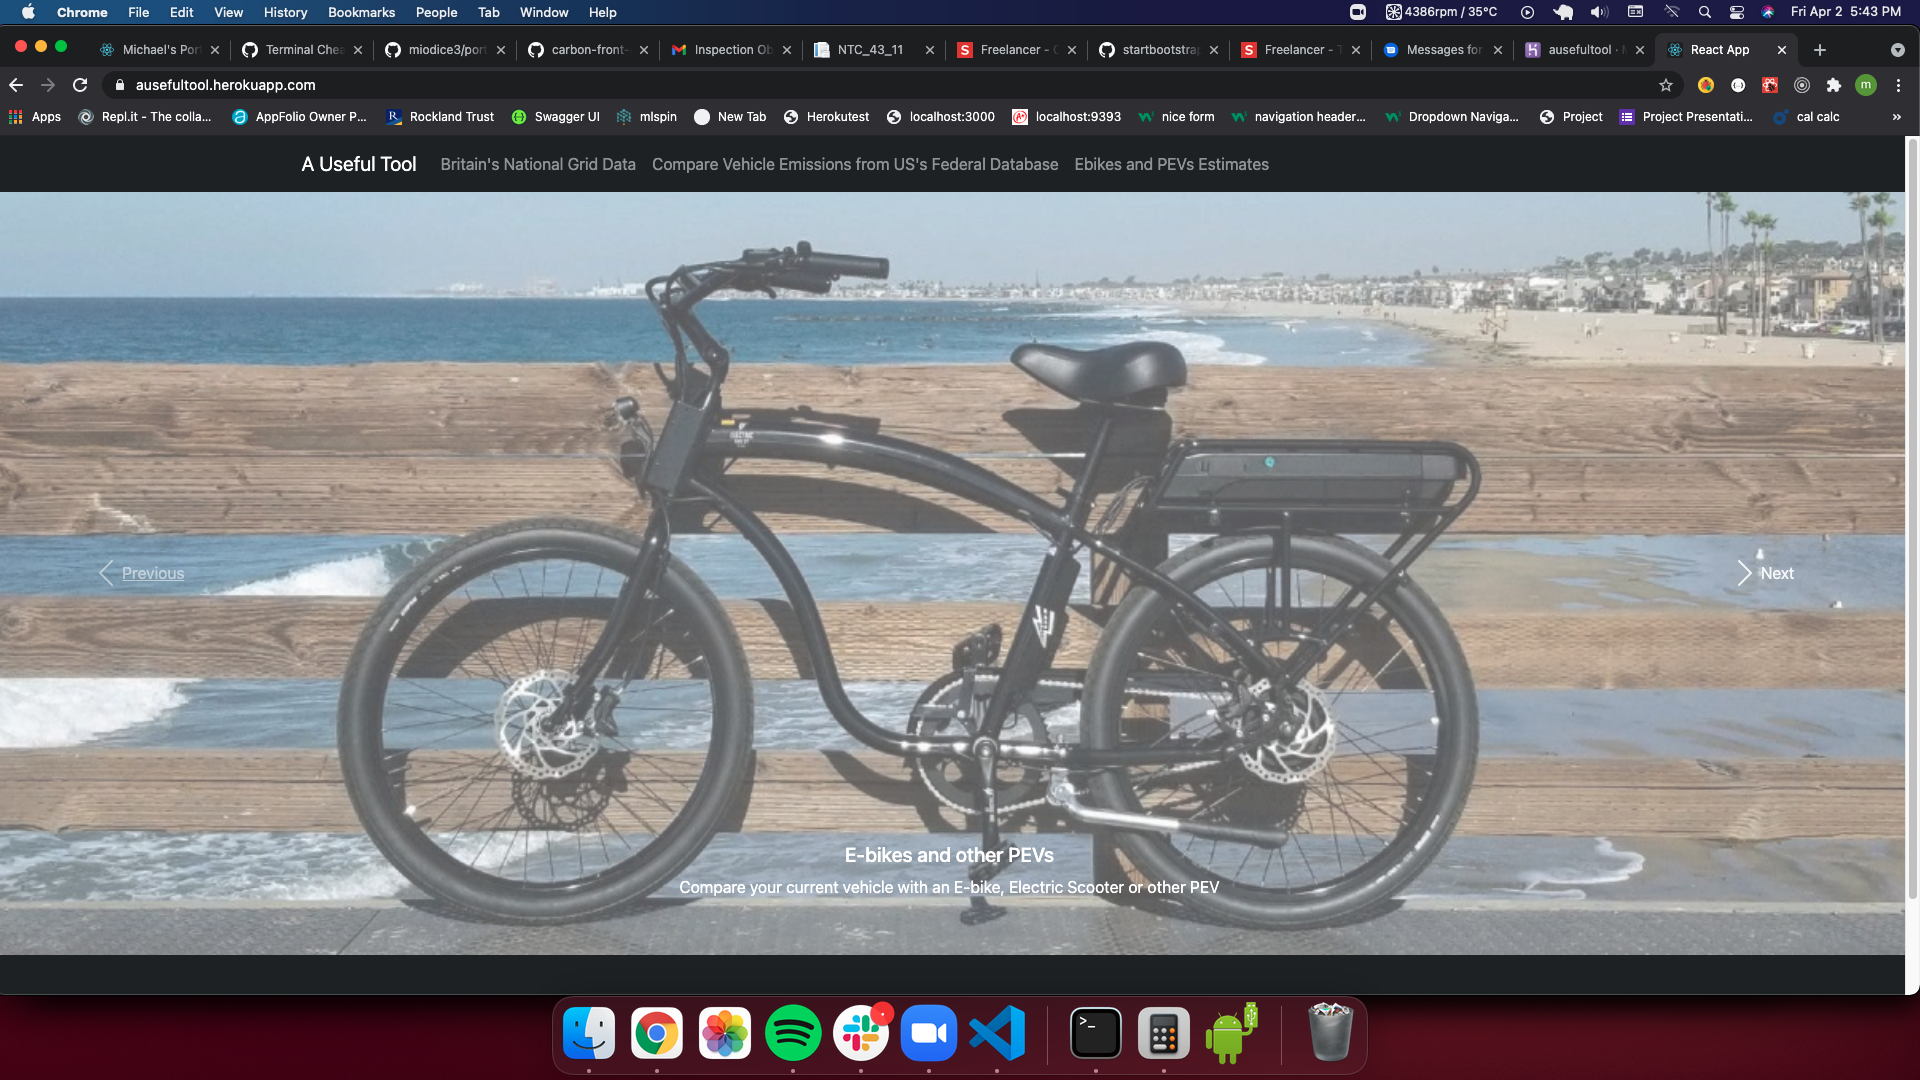 Chrome File Edit View History Bookmarks People Tab Window Help 4386rpm / 35°C Fri Apr 2 5:43 PM
Michael's Por Terminal Chea miodice3/port carbon-front- Inspection Ob NTC_43_11 Freelancer - startbootstra Freelancer - Messages for ausefultool · React App
ausefultool.herokuapp.com m
Apps Repl.it - The colla... AppFolio Owner P... R Rockland Trust Swagger UI mlspin New Tab Herokutest localhost:3000 localhost:9393 nice form navigation header... Dropdown Naviga... Project Project Presentati... cal calc »
A Useful Tool Britain's National Grid Data Compare Vehicle Emissions from US's Federal Database Ebikes and PEVs Estimates
Previous
Next
E-bikes and other PEVs
Compare your current vehicle with an E-bike, Electric Scooter or other PEV